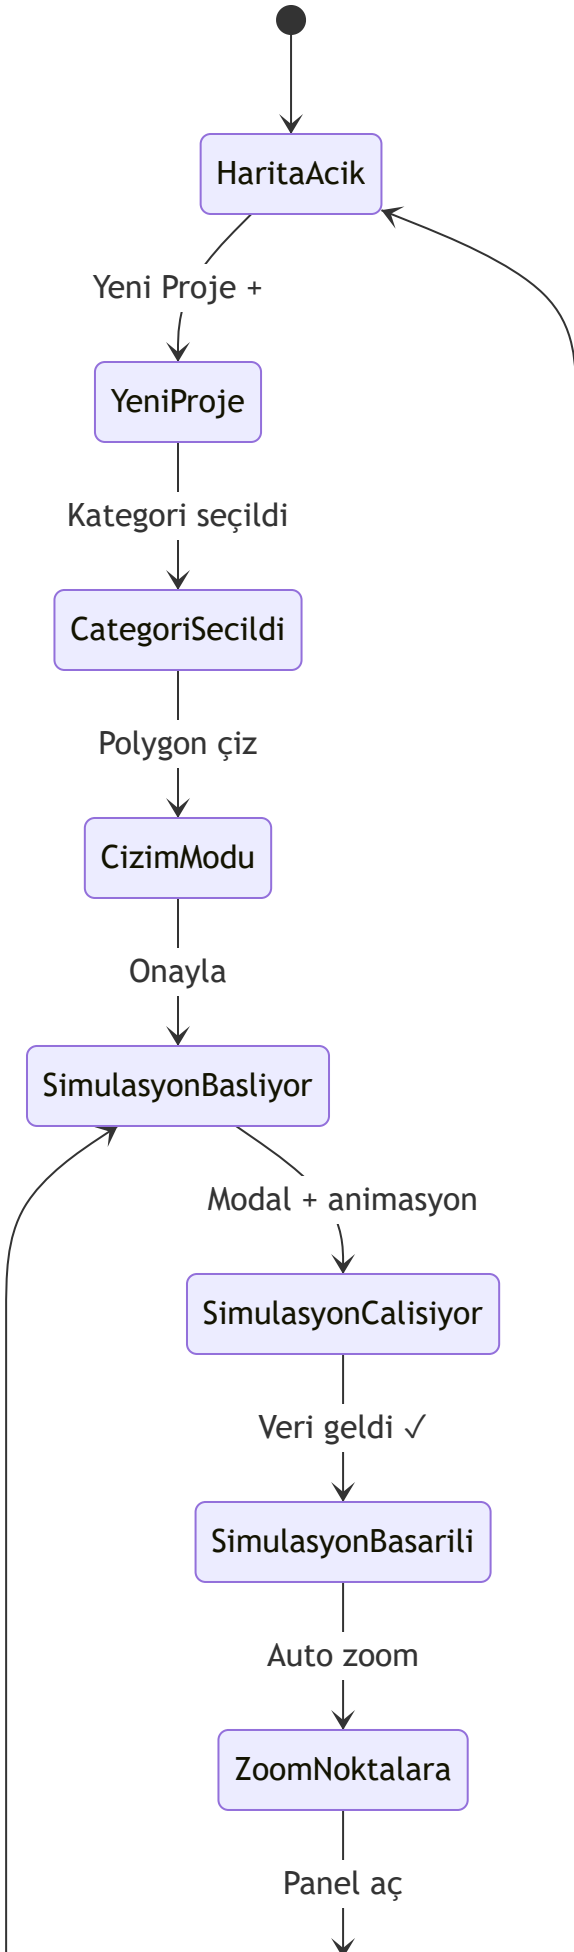 HaritaAcik
Yeni Proje +
YeniProje
Kategori seçildi
CategoriSecildi
Polygon çiz
CizimModu
Onayla
SimulasyonBasliyor
Modal + animasyon
SimulasyonCalisiyor
Veri geldi ✓
SimulasyonBasarili
Auto zoom
ZoomNoktalara
Panel aç